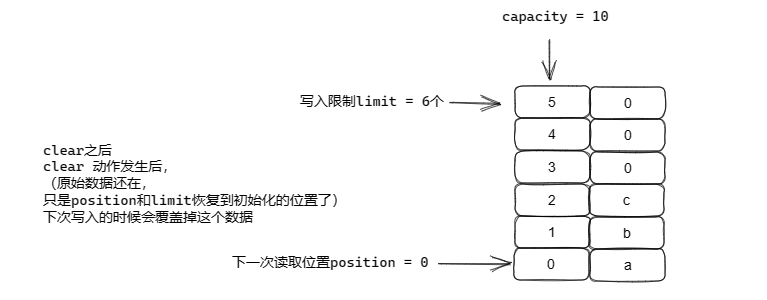 capacity = 10
写入限制limit = 6个
5 0
4 0
3 0
2 c
1 b
0 a
clear之后
clear 动作发生后，
（原始数据还在，
只是position和limit恢复到初始化的位置了）
下次写入的时候会覆盖掉这个数据
下一次读取位置position = 0